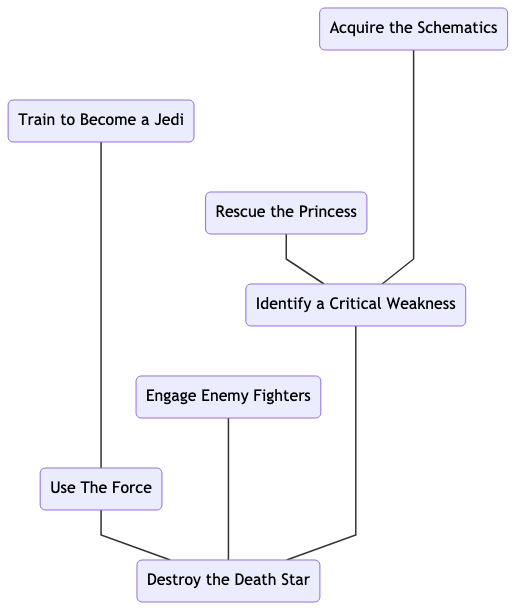 Acquire the Schematics
Train to Become a Jedi
Rescue the Princess
Identify a Critical Weakness
Engage Enemy Fighters
Use The Force
Destroy the Death Star